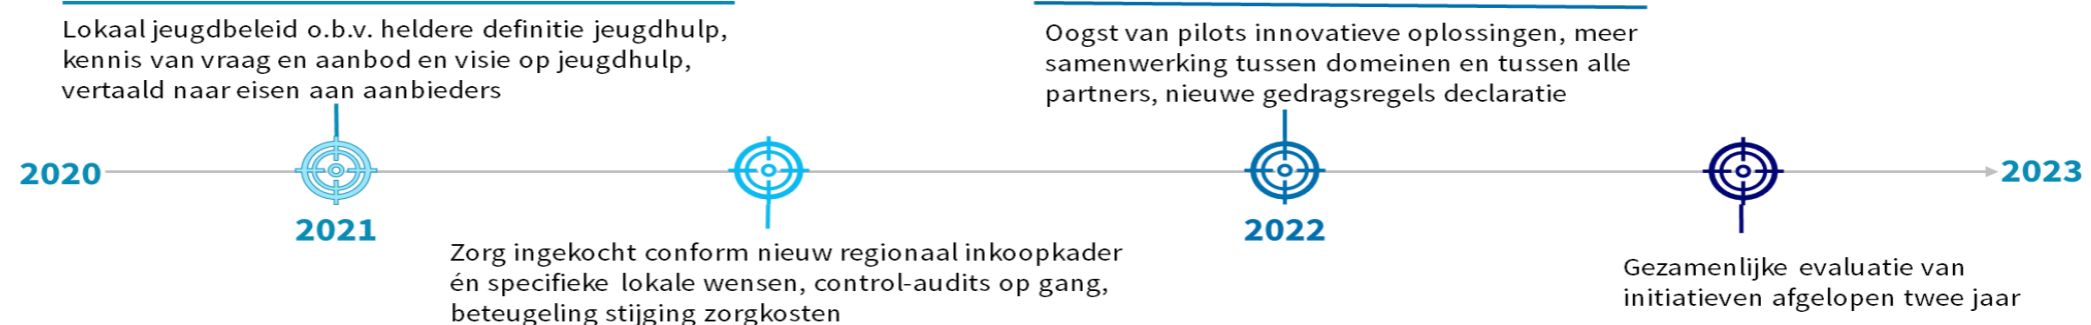 Lokaal jeugdbeleid o.b.v. heldere definitie jeugdhulp,
kennis van vraag en aanbod en visie op jeugdhulp,
vertaald naar eisen aan aanbieders
Oogst van pilots innovatieve oplossingen, meer
samenwerking tussen domeinen en tussen alle
partners, nieuwe gedragsregels declaratie
2020
2023
2021
2022
Zorg ingekocht conform nieuw regionaal inkoopkader
én specifieke lokale wensen, control-audits op gang,
beteugeling stijging zorgkosten
Gezamenlijke evaluatie van
initiatieven afgelopen twee jaar